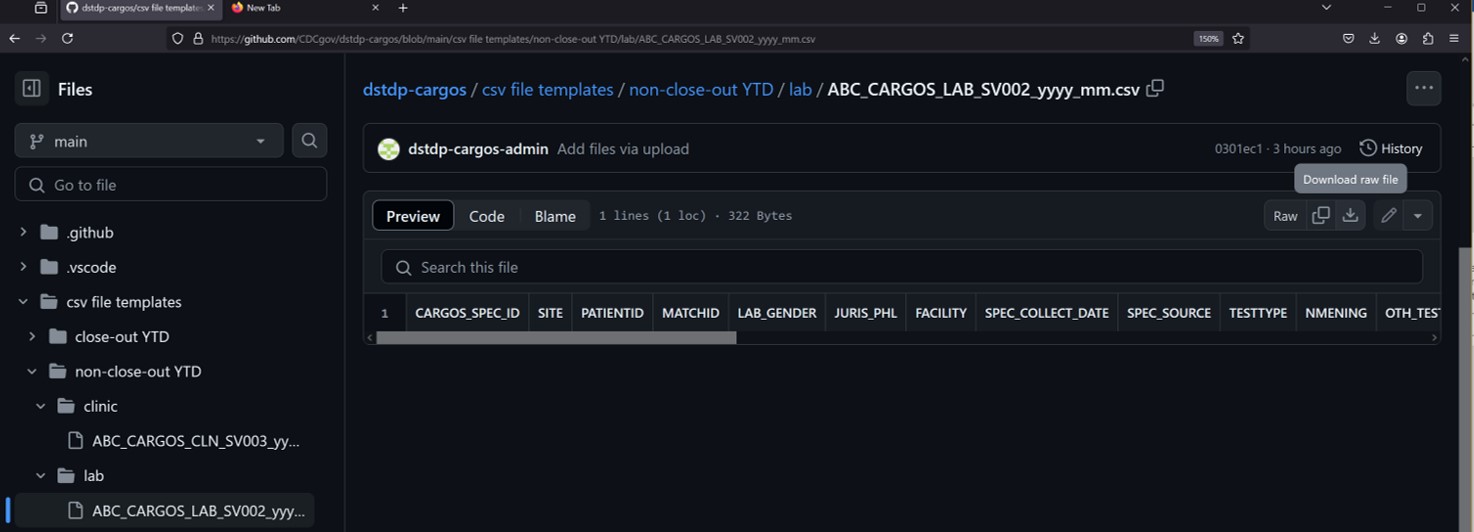 dstdp-cargos/csv file templates
New Tab
https://github.com/CDCgov/dstdp-cargos/blob/main/csv file templates/non-close-out YTD/lab/ABC_CARGOS_LAB_SV002_yyyy_mm.csv
150%
Files
main
Go to file
.github
.vscode
csv file templates
close-out YTD
non-close-out YTD
clinic
ABC_CARGOS_CLN_SV003_yy...
lab
ABC_CARGOS_LAB_SV002_yyy...
dstdp-cargos / csv file templates / non-close-out YTD / lab / ABC_CARGOS_LAB_SV002_yyyy_mm.csv
dstdp-cargos-admin Add files via upload 0301ec1 · 3 hours ago History
Download raw file
Preview Code Blame 1 lines (1 loc) · 322 Bytes Raw
Search this file
1 CARGOS_SPEC_ID SITE PATIENTID MATCHID LAB_GENDER JURIS_PHL FACILITY SPEC_COLLECT_DATE SPEC_SOURCE TESTTYPE NMENING OTH_TEST